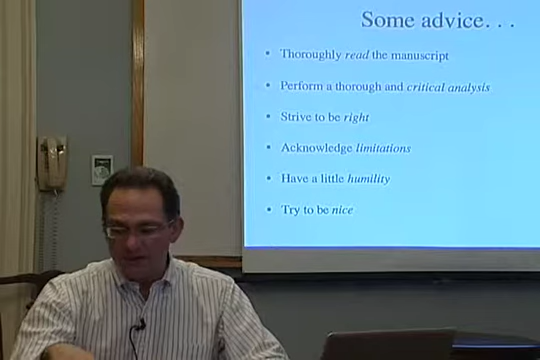 Some advice. . .
• Thoroughly read the manuscript
• Perform a thorough and critical analysis
• Strive to be right
• Acknowledge limitations
• Have a little humility
• Try to be nice